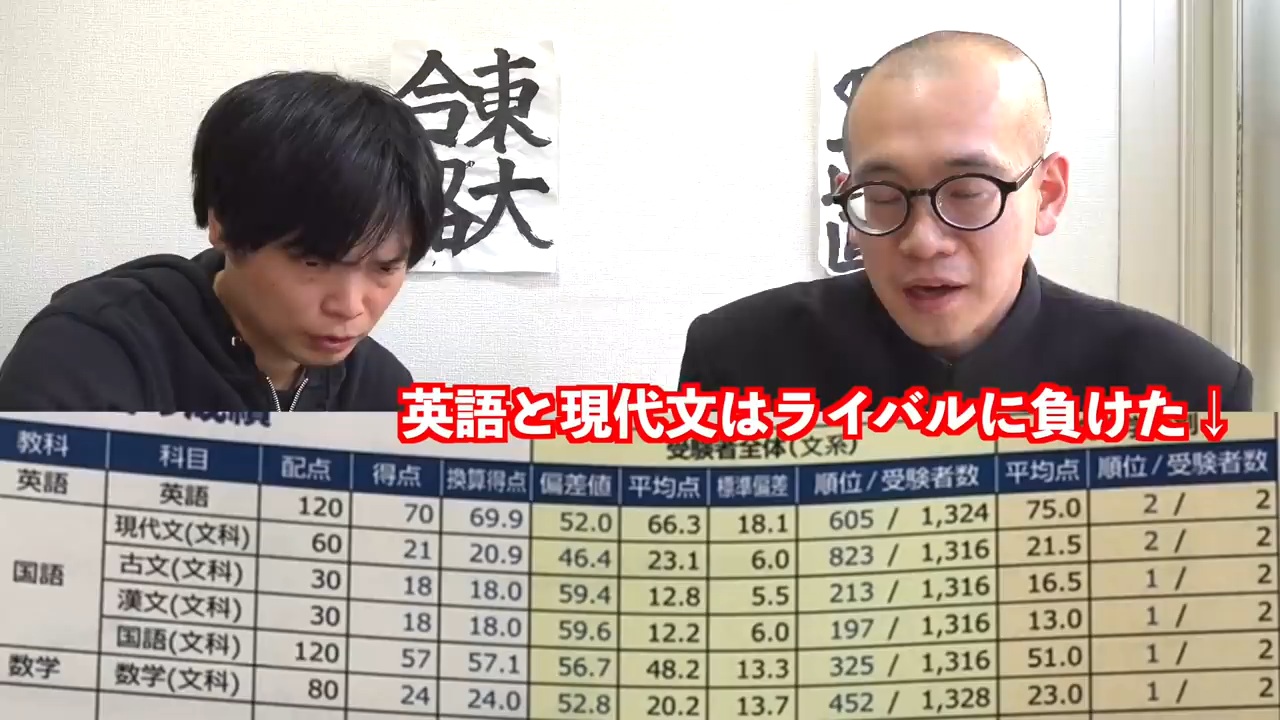 東大
合格
英語と現代文はライバルに負けた↓
受験者全体(文系)
教科 科目 配点 得点 換算得点 偏差値 平均点 標準偏差 順位/受験者数 平均点 順位/受験者数
英語 英語 120 70 69.9 52.0 66.3 18.1 605 / 1,324 75.0 2 / 2
国語 現代文(文科) 60 21 20.9 46.4 23.1 6.0 823 / 1,316 21.5 2 / 2
古文(文科) 30 18 18.0 59.4 12.8 5.5 213 / 1,316 16.5 1 / 2
漢文(文科) 30 18 18.0 59.6 12.2 6.0 197 / 1,316 13.0 1 / 2
国語(文科) 120 57 57.1 56.7 48.2 13.3 325 / 1,316 51.0 1 / 2
数学 数学(文科) 80 24 24.0 52.8 20.2 13.7 452 / 1,328 23.0 1 / 2